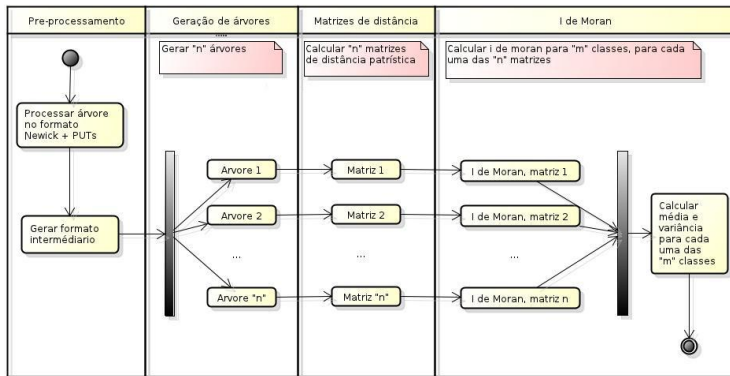 Pre-processamento
Geração de árvores
Matrizes de distância
I de Moran
Gerar "n" árvores
Calcular "n" matrizes
de distância patrística
Calcular i de moran para "m" classes, para cada
uma das "n" matrizes
Processar árvore
no formato
Newick + PUTs
Gerar formato
intermédiario
Arvore 1
Matriz 1
I de Moran, matriz 1
Arvore 2
Matriz 2
I de Moran, matriz 2
...
...
...
Arvore "n"
Matriz "n"
I de Moran, matriz n
Calcular
média e
variância
para cada
uma das
"m" classes